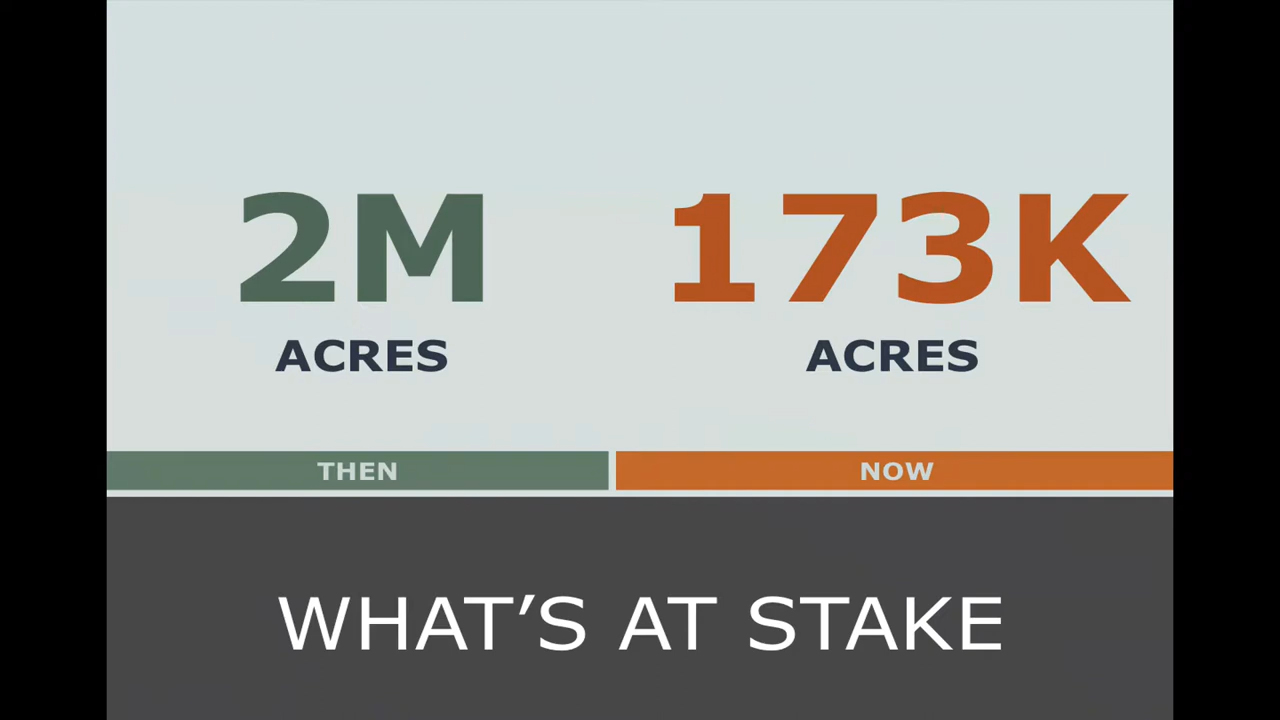 2M
ACRES
THEN
173K
ACRES
NOW
WHAT’S AT STAKE